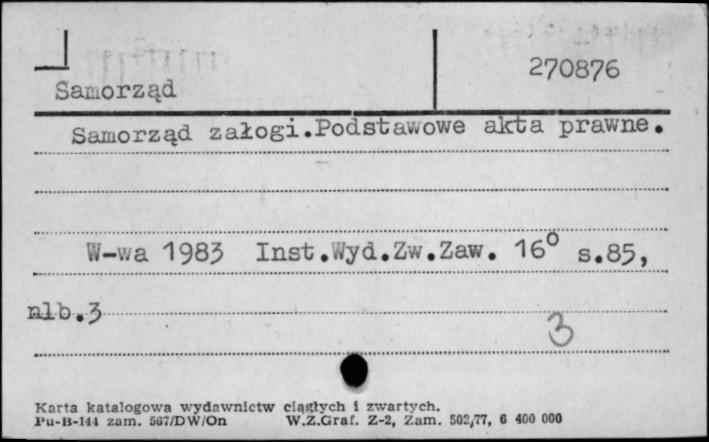 270876
Samorząd
Samorząd załogi.Podstawowe akta prawne.
W-wa 1983 Inst.Wyd.Zw.Zaw. 16° s.85,
nlb.3
3
Karta katalogowa wydawnictw ciągłych i zwartych.
Pu-B-144 zam. 567/DW/On W.Z.Graf. Z-2, Zam. 502/77, 6 400 000